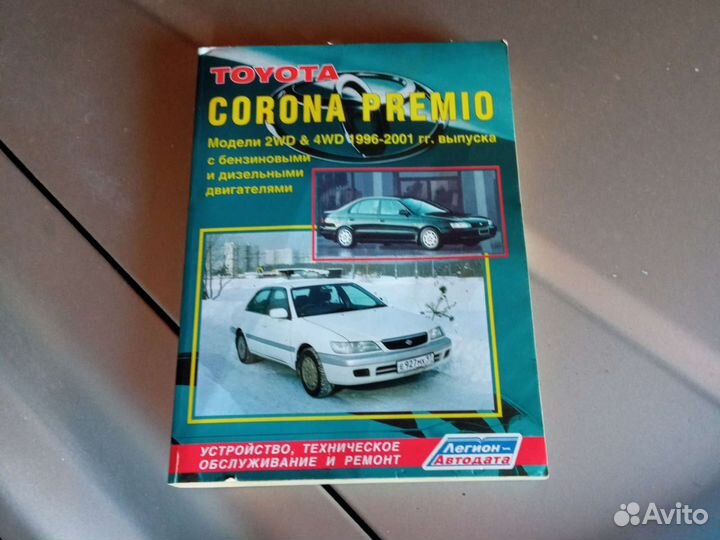 TOYOTA
CORONA PREMIO
Модели 2WD & 4WD 1996-2001 гг. выпуска
с бензиновыми
и дизельными
двигателями
УСТРОЙСТВО, ТЕХНИЧЕСКОЕ
ОБСЛУЖИВАНИЕ И РЕМОНТ
Легион-
Автодата
Avito